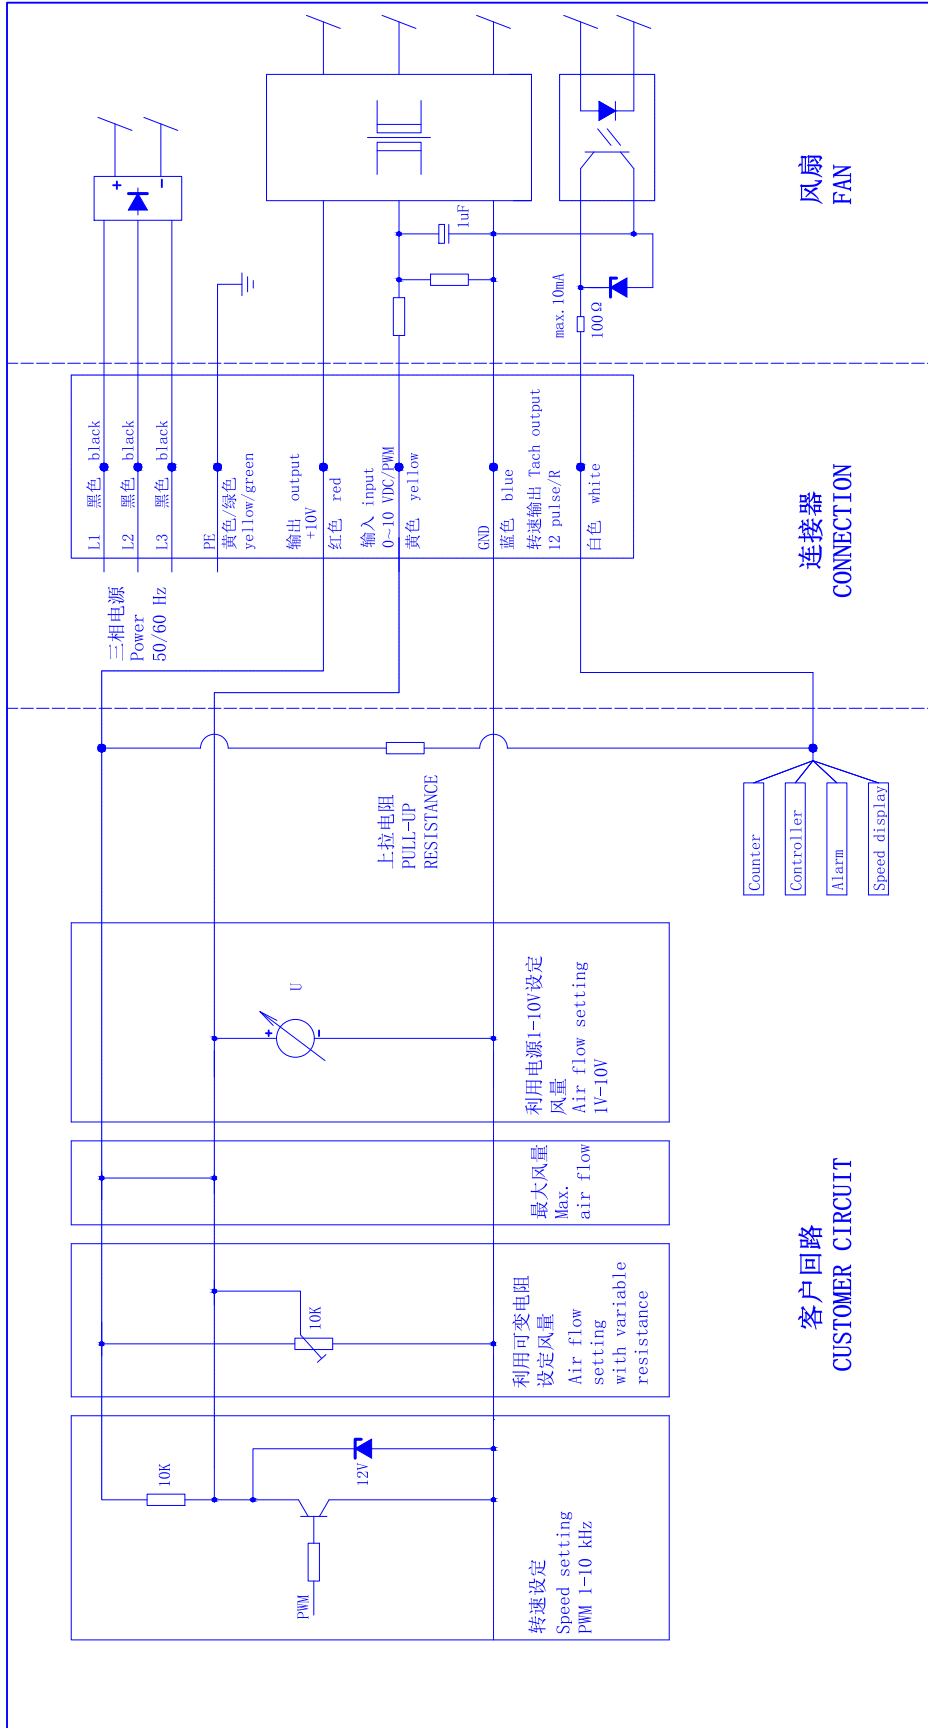 风扇
FAN
+
−
1uF
max.10mA
100Ω
连接器
CONNECTION
L1 黑色 black
L2 黑色 black
L3 黑色 black
PE
黄色/绿色
yellow/green
输出 output
+10V
红色 red
输入 input
0~10 VDC/PWM
黄色 yellow
GND
蓝色 blue
转速输出 Tach output
12 pulse/R
白色 white
三相电源
Power
50/60 Hz
上拉电阻
PULL-UP
RESISTANCE
Counter
Controller
Alarm
Speed display
客户回路
CUSTOMER CIRCUIT
U
+
−
利用电源1-10V设定
风量
Air flow setting
1V-10V
最大风量
Max.
air flow
10K
利用可变电阻
设定风量
Air flow
setting
with variable
resistance
10K
12V
PWM
转速设定
Speed setting
PWM 1-10 kHz